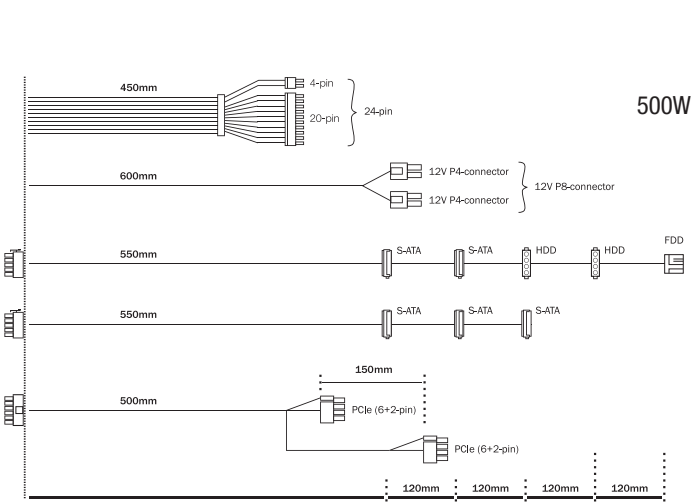 450mm
4-pin
20-pin
24-pin
500W
600mm
12V P4-connector
12V P4-connector
12V P8-connector
550mm
S-ATA
S-ATA
HDD
HDD
FDD
550mm
S-ATA
S-ATA
S-ATA
150mm
500mm
PCIe (6+2-pin)
PCIe (6+2-pin)
120mm
120mm
120mm
120mm